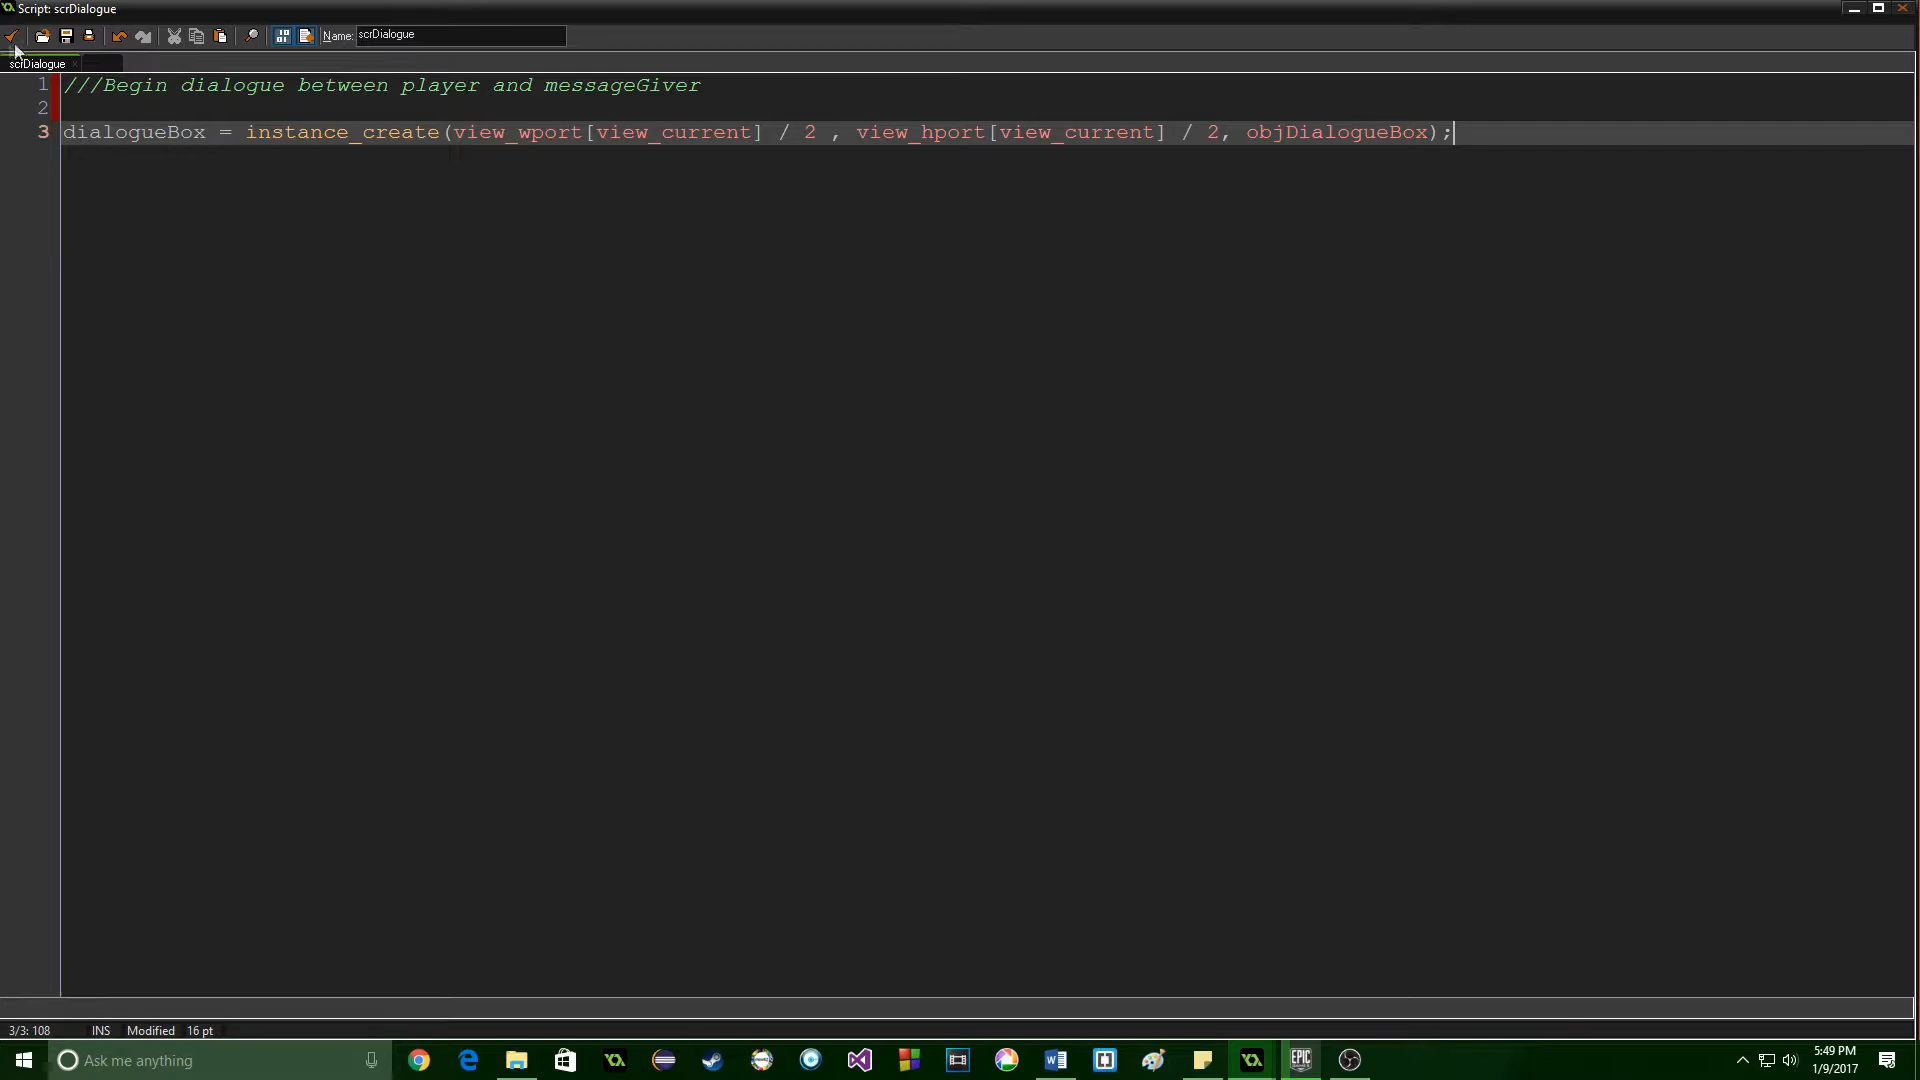 Script: scrDialogue
Name: scrDialogue
scrDialogue
1 ///Begin dialogue between player and messageGiver
2
3 dialogueBox = instance_create(view_wport[view_current] / 2 , view_hport[view_current] / 2, objDialogueBox);
3/3: 108 INS Modified 16 pt
Ask me anything
EPIC
5:49 PM
1/9/2017